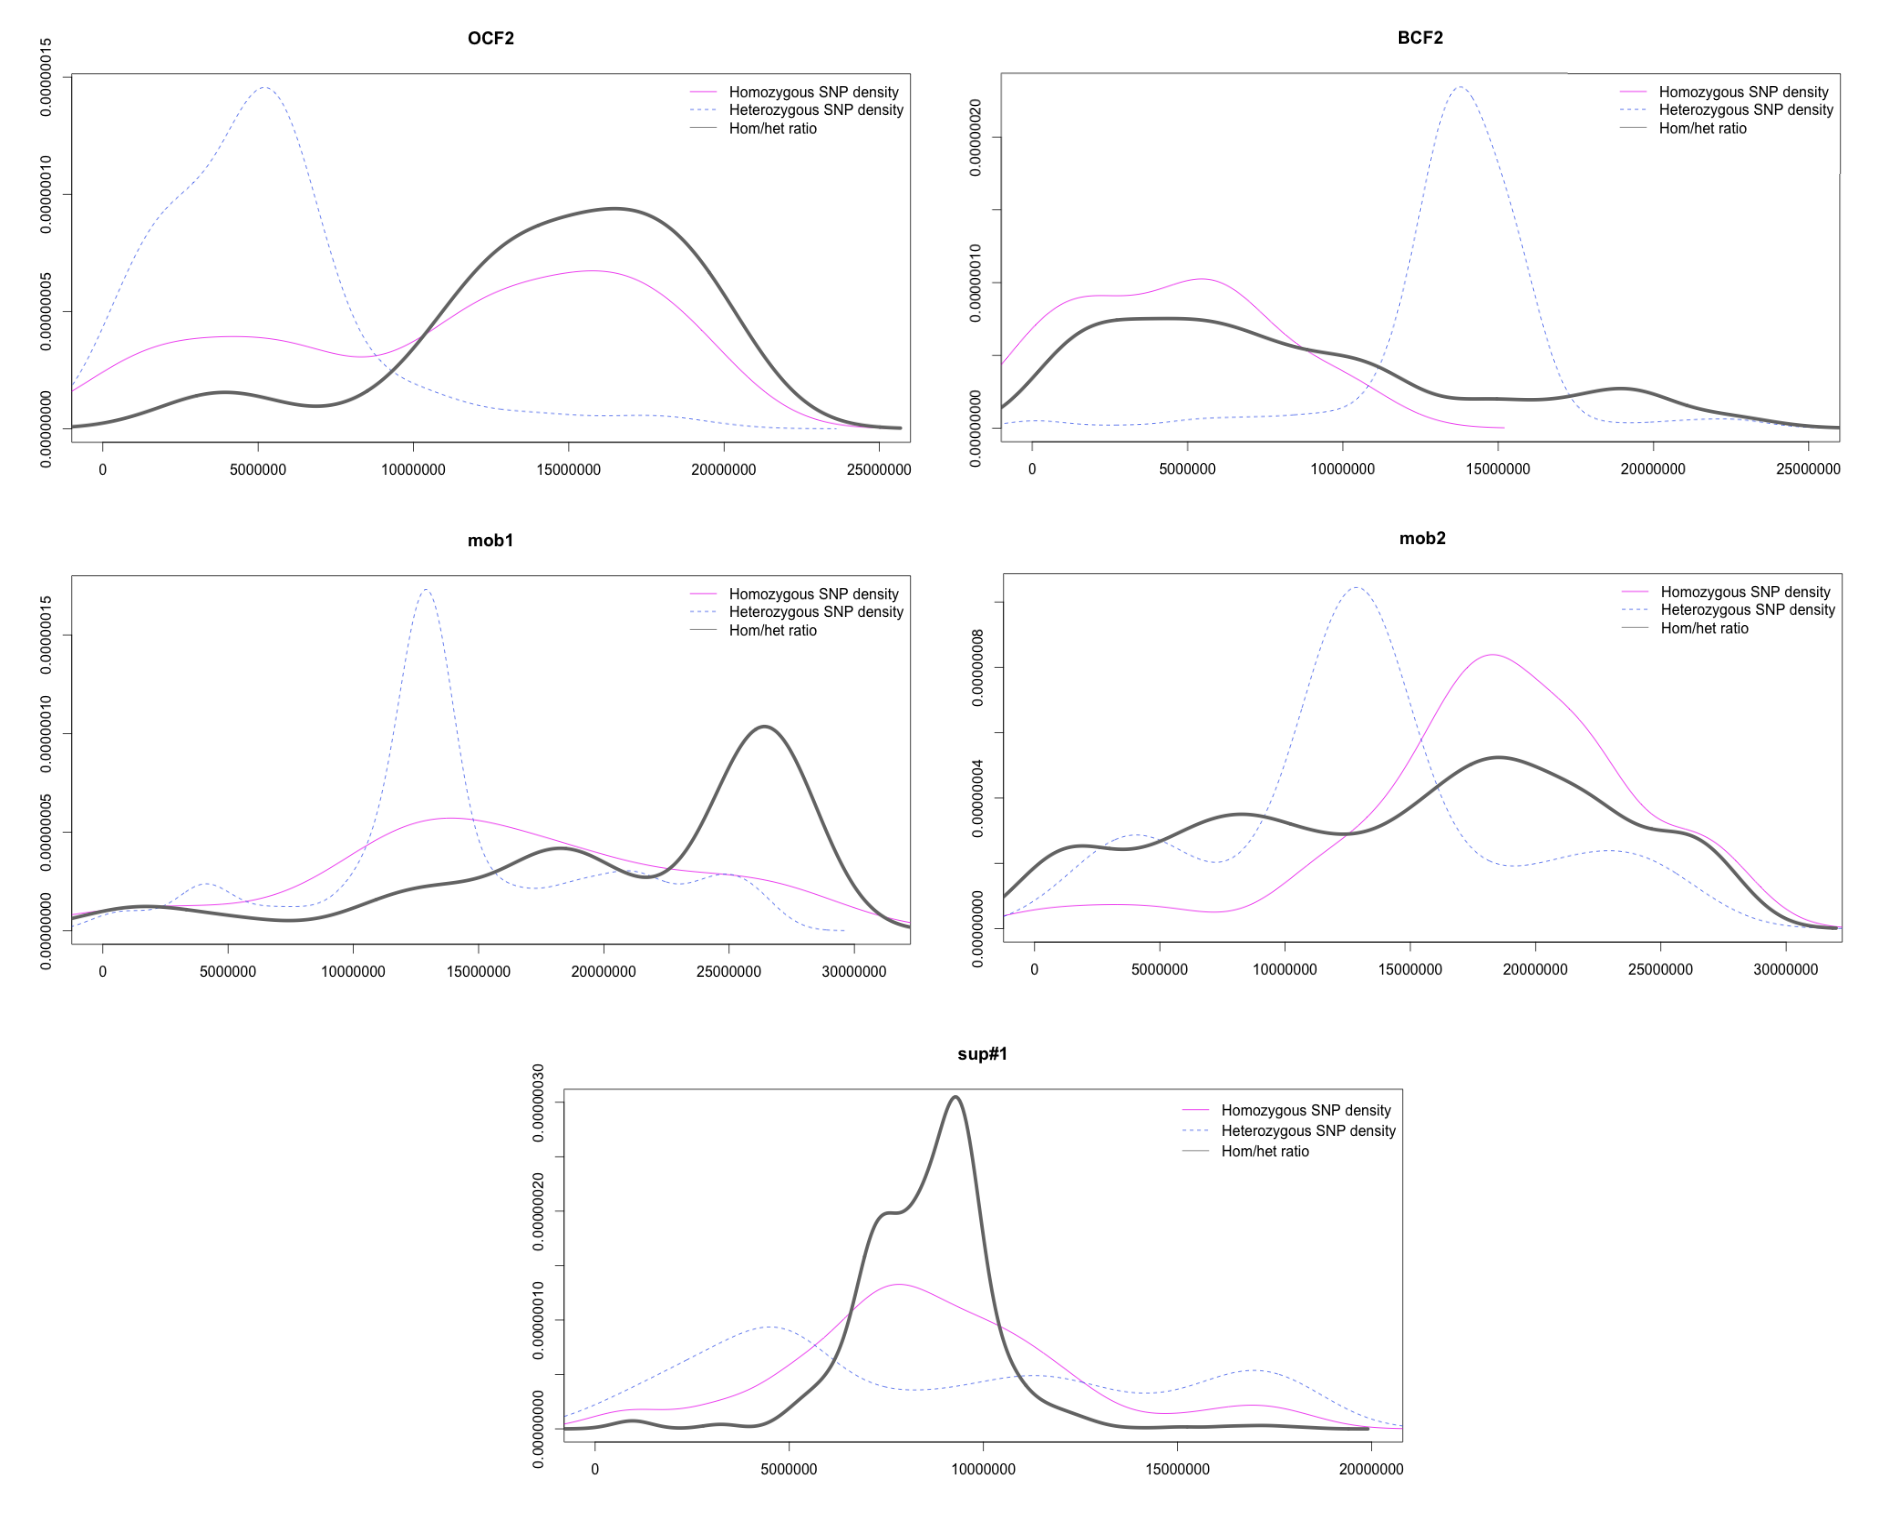 OCF2
0.00000000 0.00000005 0.00000010 0.00000015
Homozygous SNP density
Heterozygous SNP density
Hom/het ratio
0 5000000 10000000 15000000 20000000 25000000
BCF2
0.00000000 0.00000010 0.00000020
Homozygous SNP density
Heterozygous SNP density
Hom/het ratio
0 5000000 10000000 15000000 20000000 25000000
mob1
0.00000000 0.00000005 0.00000010 0.00000015
Homozygous SNP density
Heterozygous SNP density
Hom/het ratio
0 5000000 10000000 15000000 20000000 25000000 30000000
mob2
0.00000000 0.00000004 0.00000008
Homozygous SNP density
Heterozygous SNP density
Hom/het ratio
0 5000000 10000000 15000000 20000000 25000000 30000000
sup#1
0.00000000 0.00000010 0.00000020 0.00000030
Homozygous SNP density
Heterozygous SNP density
Hom/het ratio
0 5000000 10000000 15000000 20000000